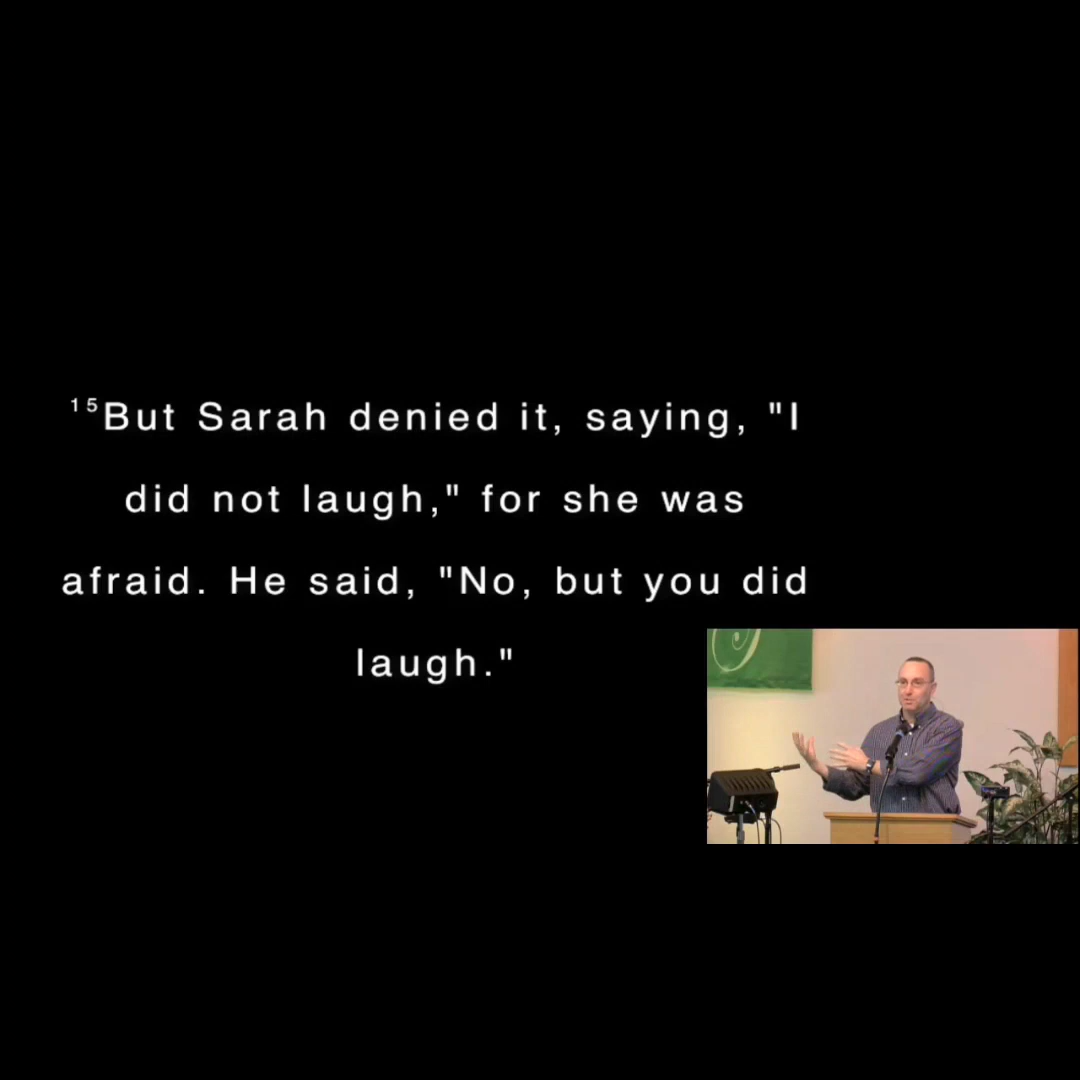 ¹⁵But Sarah denied it, saying, "I
did not laugh," for she was
afraid. He said, "No, but you did
laugh."